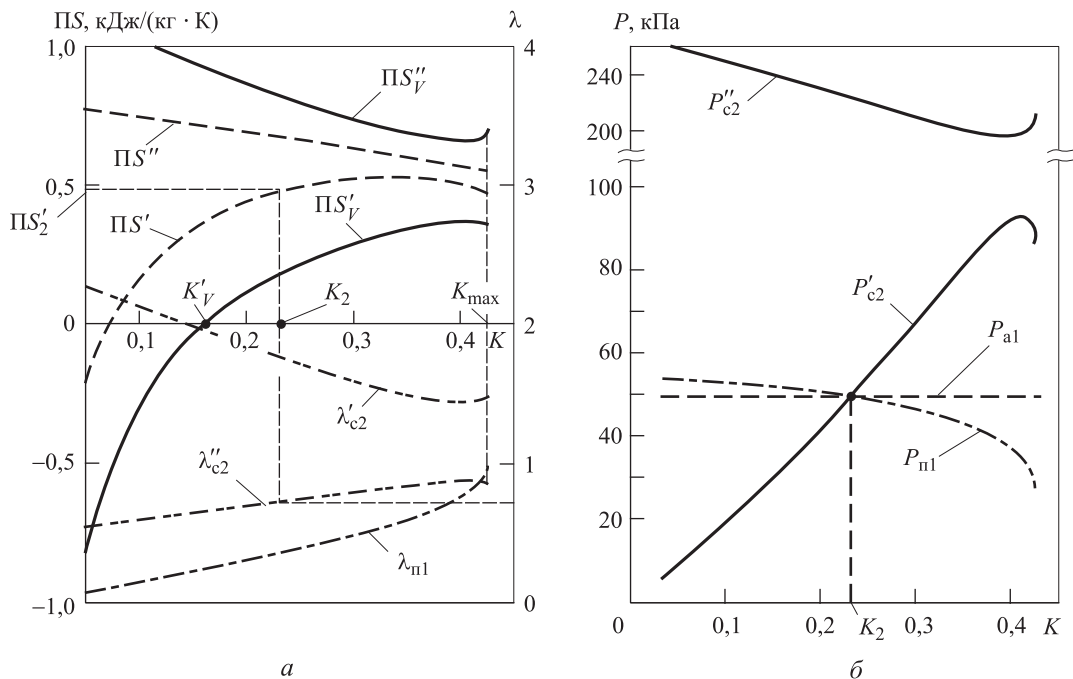 ПS, кДж/(кг · К)
λ
1,0
4
ПS″V
ПS″
0,5
3
ПS′2
ПS′
ПS′V
K′V
K2
Kmax
0
0,1
0,2
0,3
0,4
K
2
λ′c2
–0,5
1
λ″c2
λп1
–1,0
0
а
P, кПа
240
P″c2
200
100
80
P′c2
Pа1
60
40
Pп1
20
0
0,1
0,2
K2
0,3
0,4
K
б